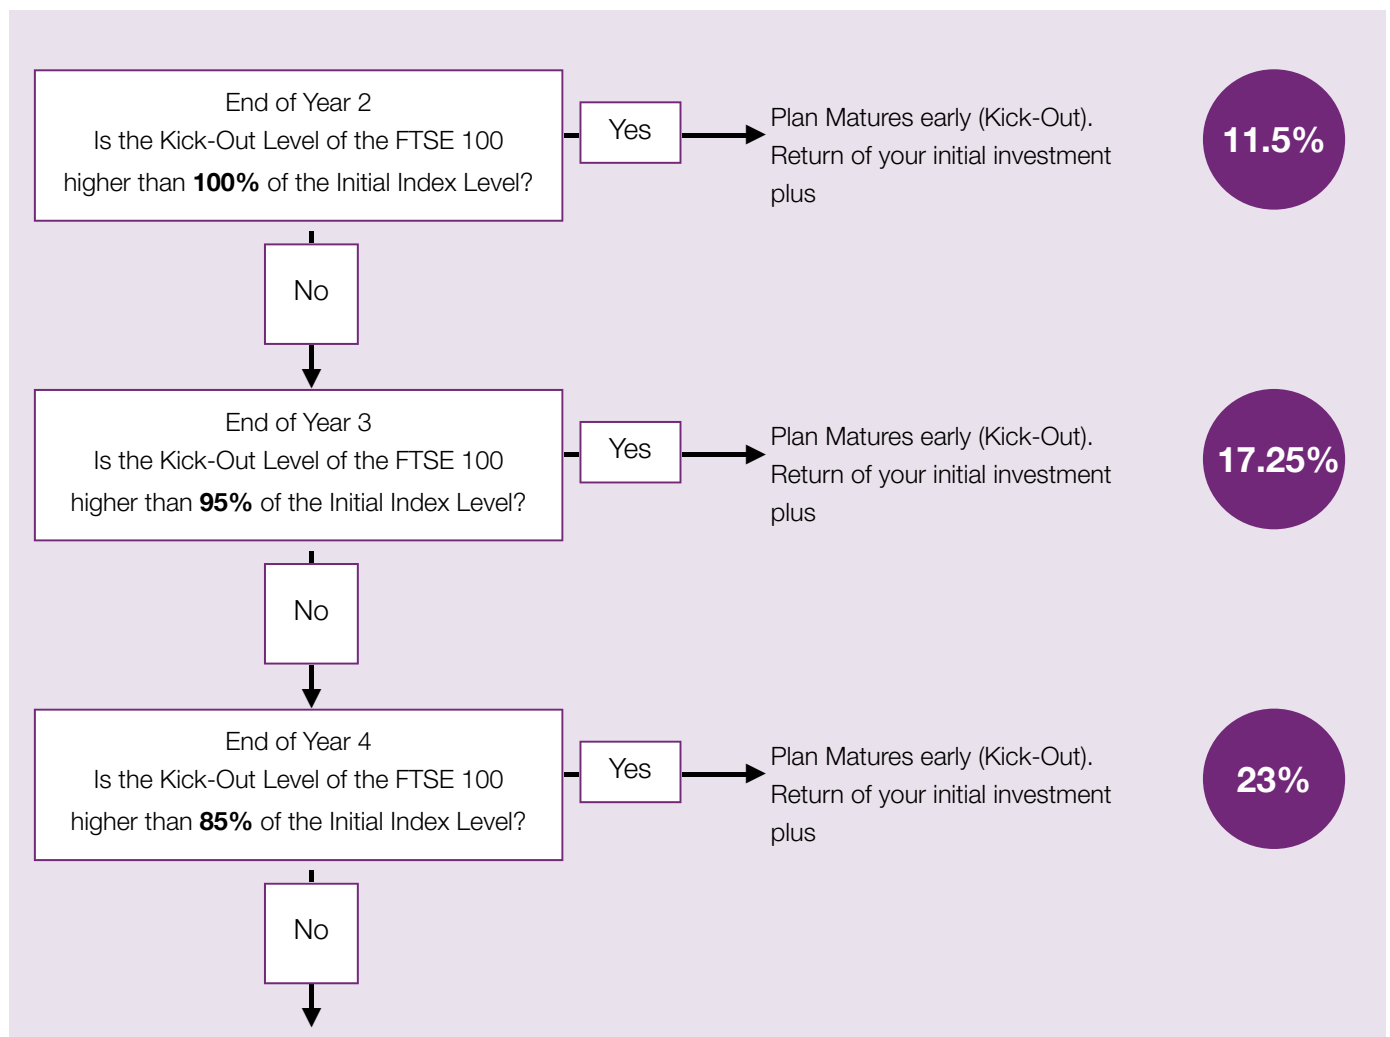 End of Year 2
Is the Kick-Out Level of the FTSE 100
higher than 100% of the Initial Index Level?
Yes
Plan Matures early (Kick-Out).
Return of your initial investment
plus
11.5%
No
End of Year 3
Is the Kick-Out Level of the FTSE 100
higher than 95% of the Initial Index Level?
Yes
Plan Matures early (Kick-Out).
Return of your initial investment
plus
17.25%
No
End of Year 4
Is the Kick-Out Level of the FTSE 100
higher than 85% of the Initial Index Level?
Yes
Plan Matures early (Kick-Out).
Return of your initial investment
plus
23%
No